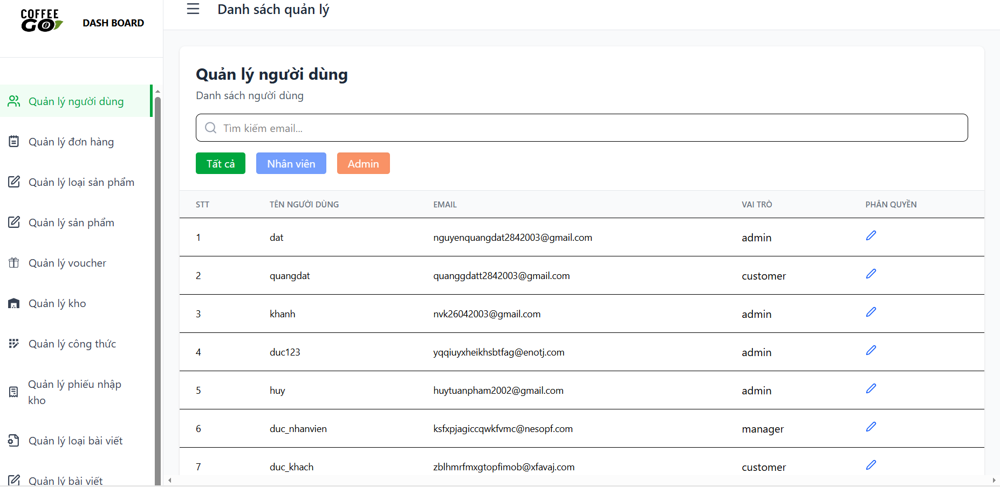 COFFEE
GO
DASH BOARD
Danh sách quản lý
Quản lý người dùng
Quản lý đơn hàng
Quản lý loại sản phẩm
Quản lý sản phẩm
Quản lý voucher
Quản lý kho
Quản lý công thức
Quản lý phiếu nhập
kho
Quản lý loại bài viết
Quản lý bài viết
Quản lý người dùng
Danh sách người dùng
Tìm kiếm email...
Tất cả Nhân viên Admin
STT TÊN NGƯỜI DÙNG EMAIL VAI TRÒ PHÂN QUYỀN
1 dat nguyenquangdat2842003@gmail.com admin
2 quangdat quanggdatt2842003@gmail.com customer
3 khanh nvk26042003@gmail.com admin
4 duc123 yqqiuyxheikhsbtfag@enotj.com admin
5 huy huytuanpham2002@gmail.com admin
6 duc_nhanvien ksfxpjagiccqwkfvmc@nesopf.com manager
7 duc_khach zblhmrfmxgtopfimob@xfavaj.com customer